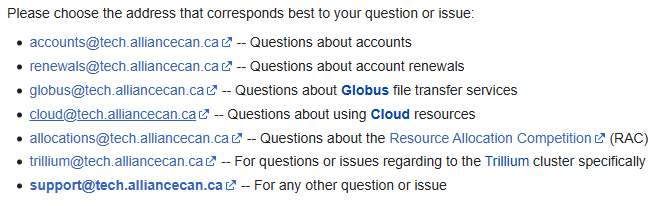 Please choose the address that corresponds best to your question or issue:
accounts@tech.alliancecan.ca -- Questions about accounts
renewals@tech.alliancecan.ca -- Questions about account renewals
globus@tech.alliancecan.ca -- Questions about Globus file transfer services
cloud@tech.alliancecan.ca -- Questions about using Cloud resources
allocations@tech.alliancecan.ca -- Questions about the Resource Allocation Competition (RAC)
trillium@tech.alliancecan.ca -- For questions or issues regarding to the Trillium cluster specifically
support@tech.alliancecan.ca -- For any other question or issue